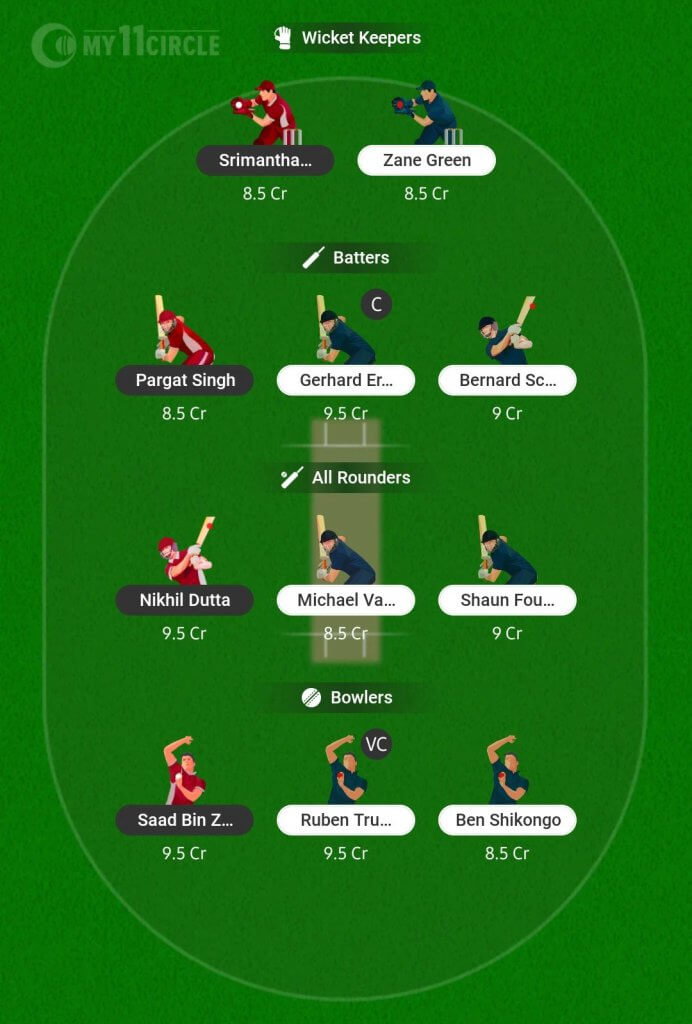 MY11CIRCLE
Wicket Keepers
Srimantha...
Zane Green
8.5 Cr
8.5 Cr
Batters
C
Pargat Singh
Gerhard Er...
Bernard Sc...
8.5 Cr
9.5 Cr
9 Cr
All Rounders
Nikhil Dutta
Michael Va...
Shaun Fou...
9.5 Cr
8.5 Cr
9 Cr
Bowlers
VC
Saad Bin Z...
Ruben Tru...
Ben Shikongo
9.5 Cr
9.5 Cr
8.5 Cr